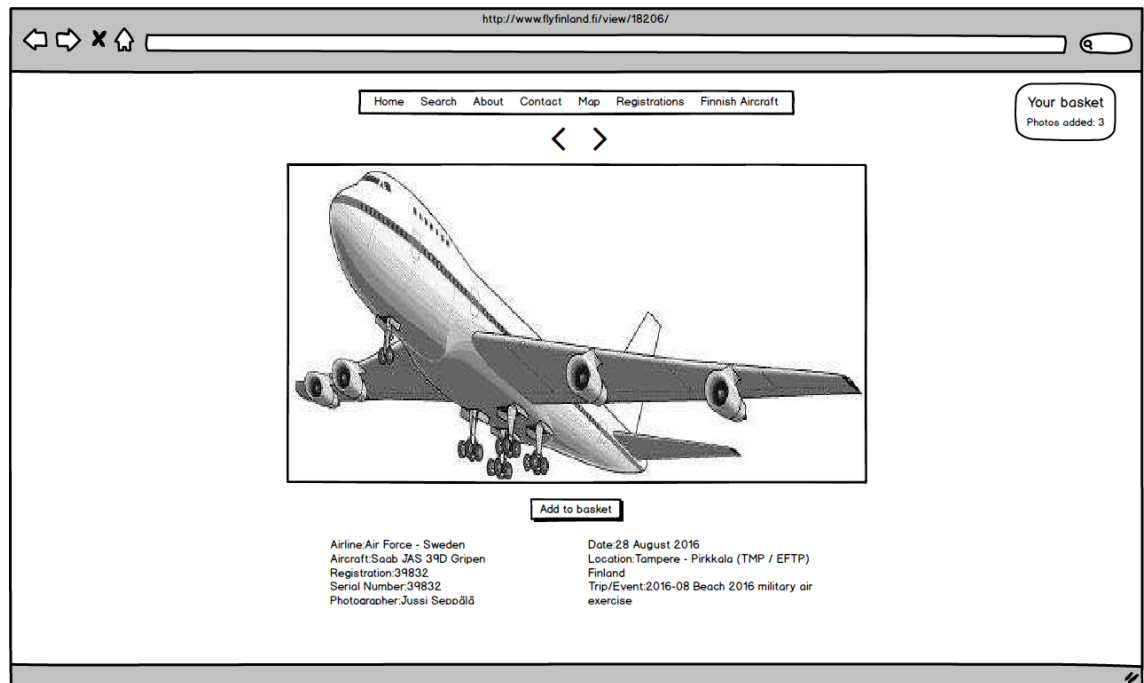 http://www.flyfinland.fi/view/18206/
Home Search About Contact Map Registrations Finnish Aircraft
Your basket
Photos added: 3
Add to basket
Airline:Air Force - Sweden
Aircraft:Saab JAS 39D Gripen
Registration:39832
Serial Number:39832
Photographer:Jussi Seppälä
Date:28 August 2016
Location:Tampere - Pirkkala (TMP / EFTP)
Finland
Trip/Event:2016-08 Beach 2016 military air
exercise